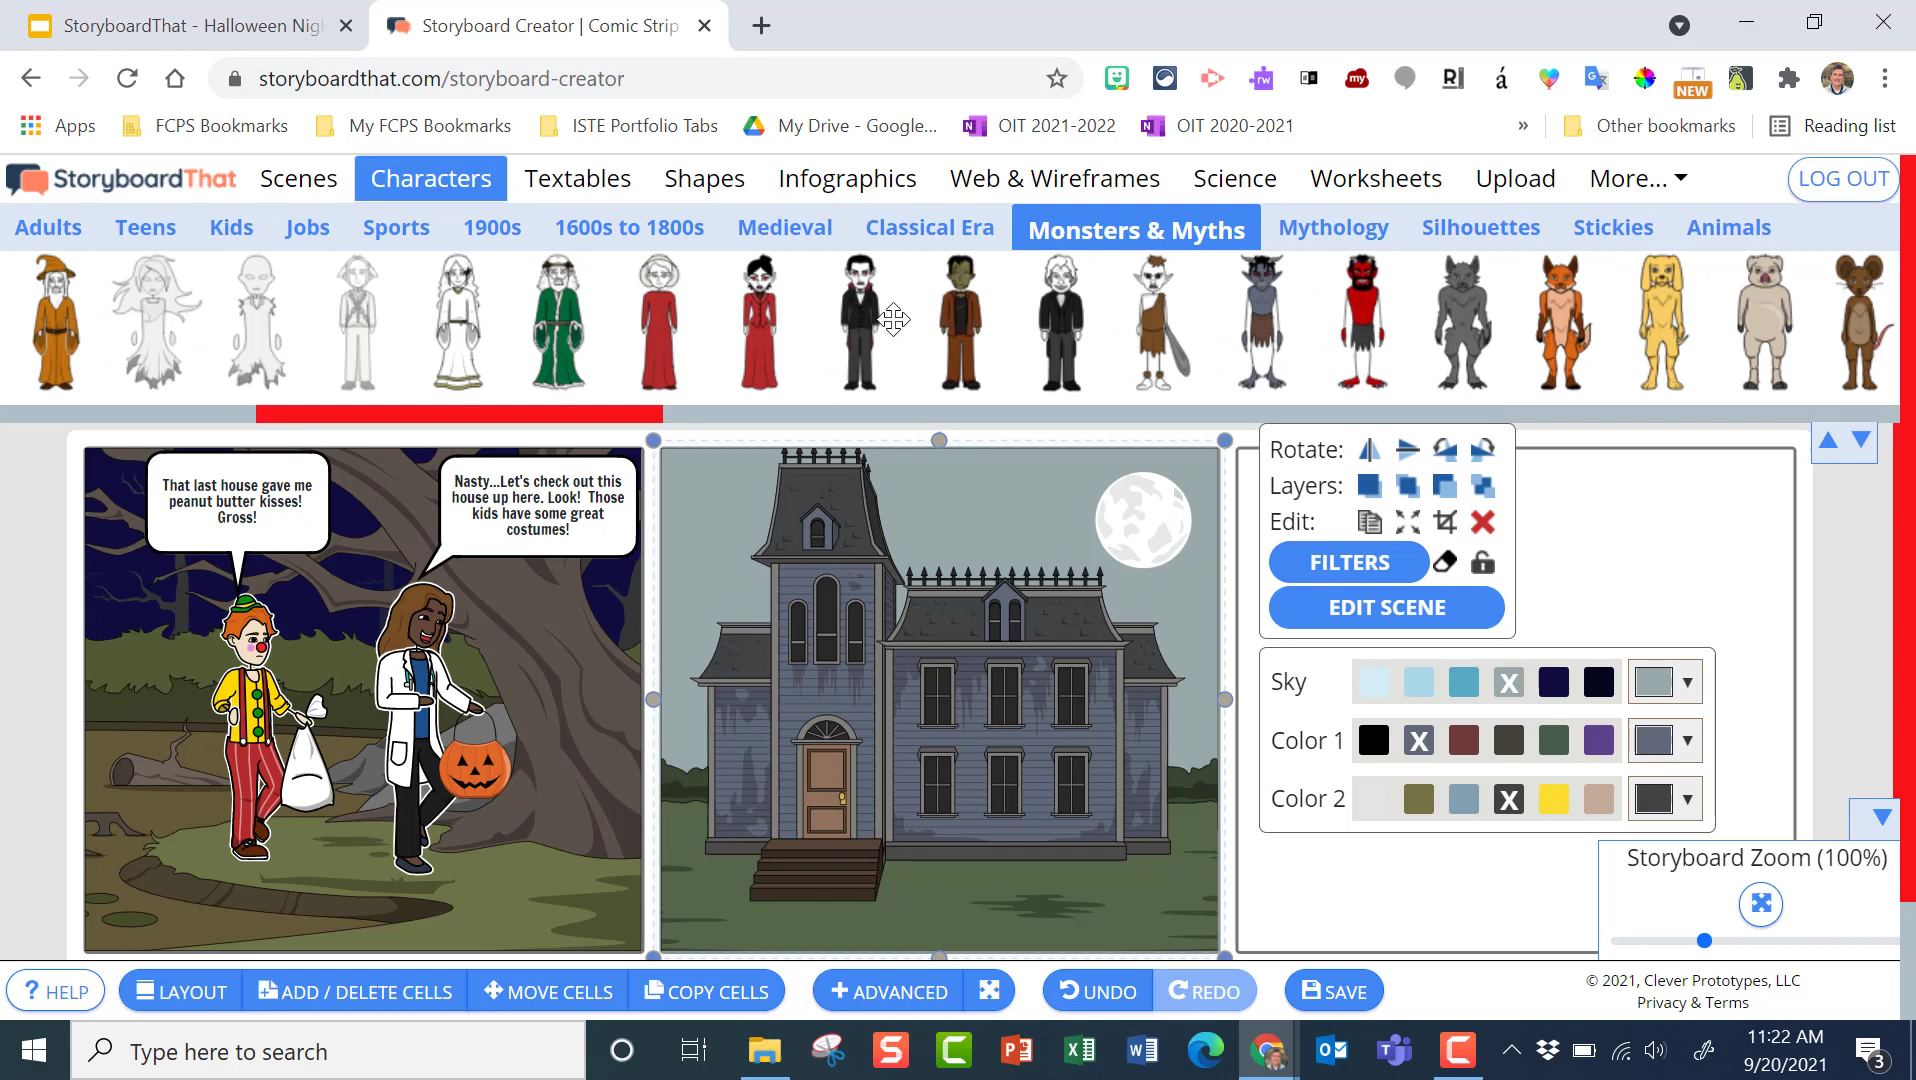 StoryboardThat - Halloween Nigh
Storyboard Creator | Comic Strip
storyboardthat.com/storyboard-creator
rw
my
R
á
NEW
Apps
FCPS Bookmarks
My FCPS Bookmarks
ISTE Portfolio Tabs
My Drive - Google...
OIT 2021-2022
OIT 2020-2021
»
Other bookmarks
Reading list
StoryboardThat
Scenes
Characters
Textables
Shapes
Infographics
Web & Wireframes
Science
Worksheets
Upload
More...
LOG OUT
Adults
Teens
Kids
Jobs
Sports
1900s
1600s to 1800s
Medieval
Classical Era
Monsters & Myths
Mythology
Silhouettes
Stickies
Animals
That last house gave me
peanut butter kisses!
Gross!
Nasty...Let's check out this
house up here. Look! Those
kids have some great
costumes!
Rotate:
Layers:
Edit:
FILTERS
EDIT SCENE
Sky
X
Color 1
X
Color 2
X
Storyboard Zoom (100%)
? HELP
LAYOUT
ADD / DELETE CELLS
MOVE CELLS
COPY CELLS
+ ADVANCED
UNDO
REDO
SAVE
© 2021, Clever Prototypes, LLC
Privacy & Terms
Type here to search
11:22 AM
9/20/2021
3